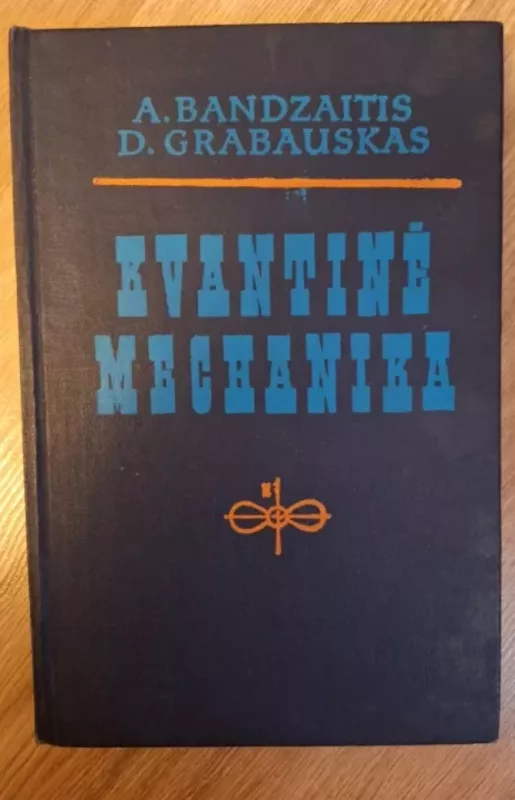 A. BANDZAITIS
D. GRABAUSKAS
KVANTINĖ
MECHANIKA